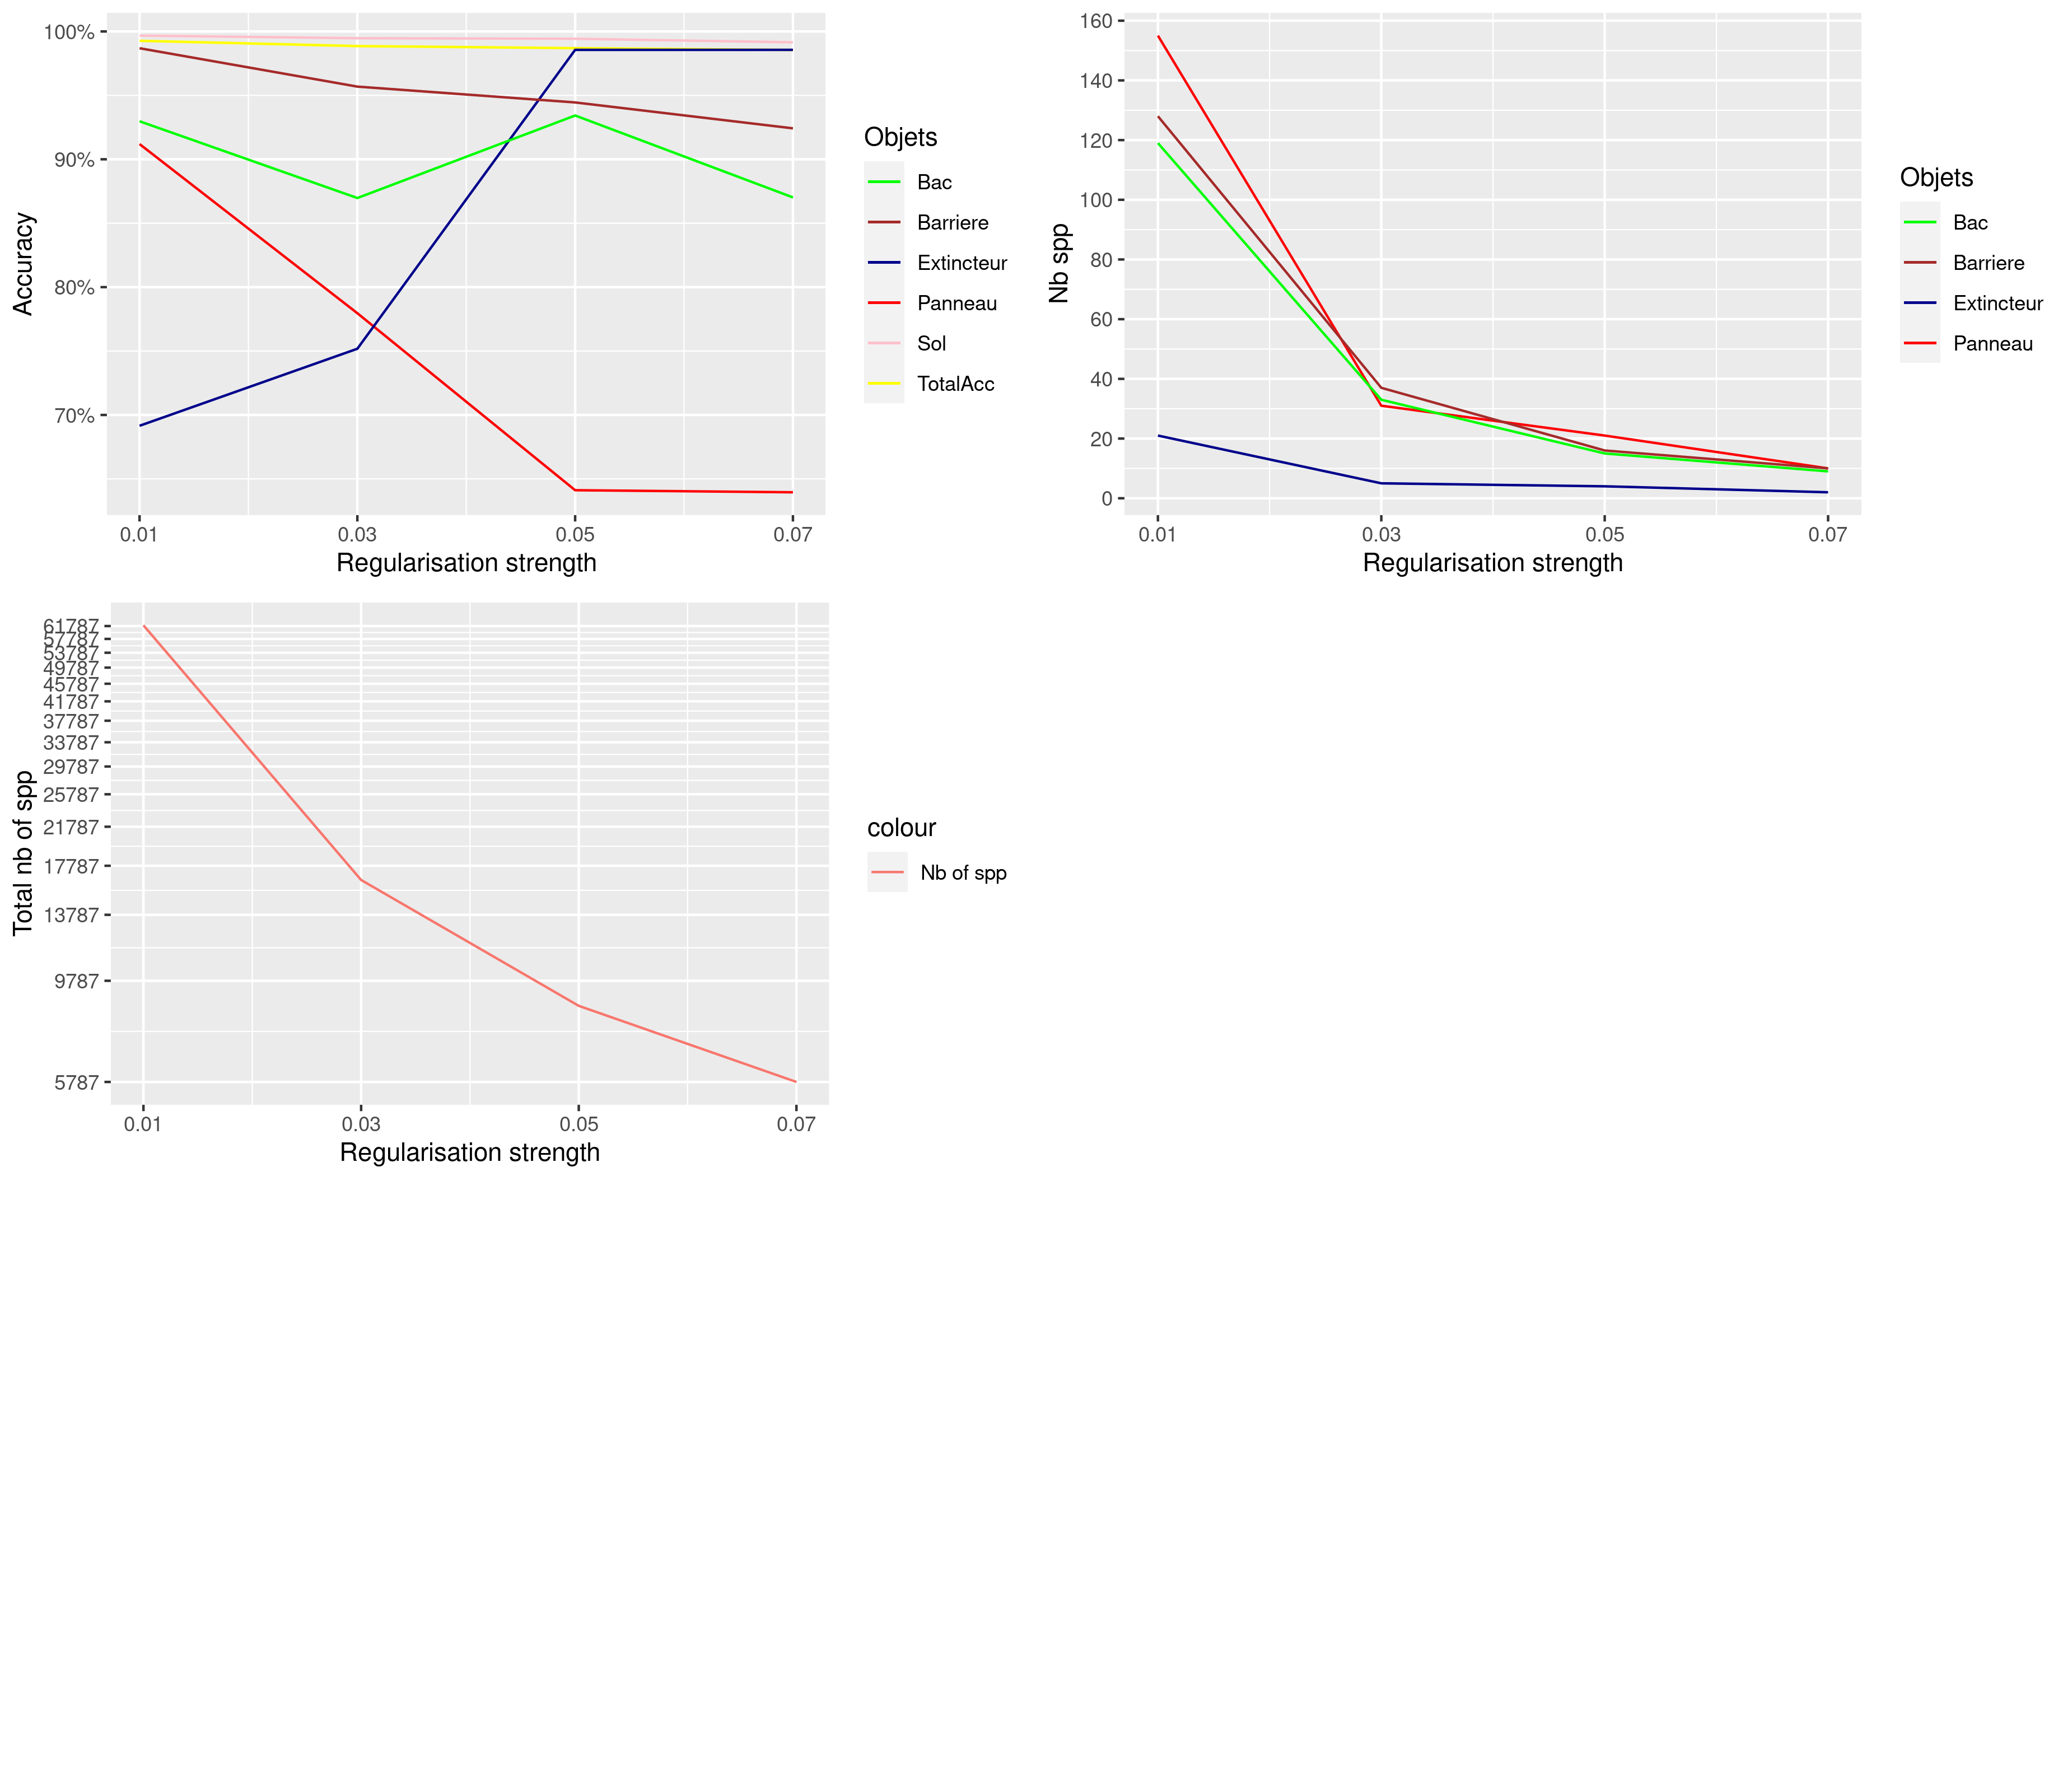 100%
90%
80%
70%
Accuracy
0.01 0.03 0.05 0.07
Regularisation strength
Objets
Bac
Barriere
Extincteur
Panneau
Sol
TotalAcc
160
140
120
100
80
60
40
20
0
Nb spp
0.01 0.03 0.05 0.07
Regularisation strength
Objets
Bac
Barriere
Extincteur
Panneau
61787
57787
53787
49787
45787
41787
37787
33787
29787
25787
21787
17787
13787
9787
5787
Total nb of spp
0.01 0.03 0.05 0.07
Regularisation strength
colour
Nb of spp